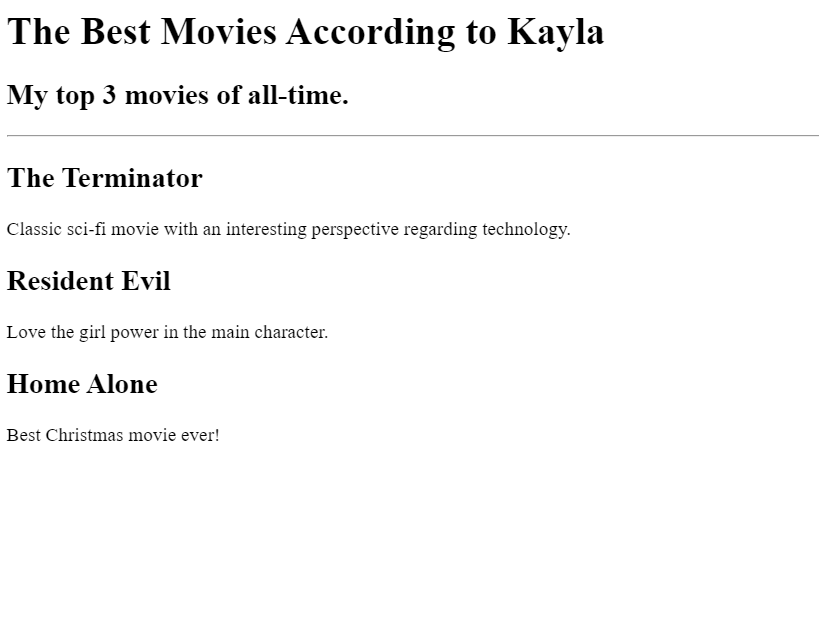 The Best Movies According to Kayla
My top 3 movies of all-time.
The Terminator
Classic sci-fi movie with an interesting perspective regarding technology.
Resident Evil
Love the girl power in the main character.
Home Alone
Best Christmas movie ever!